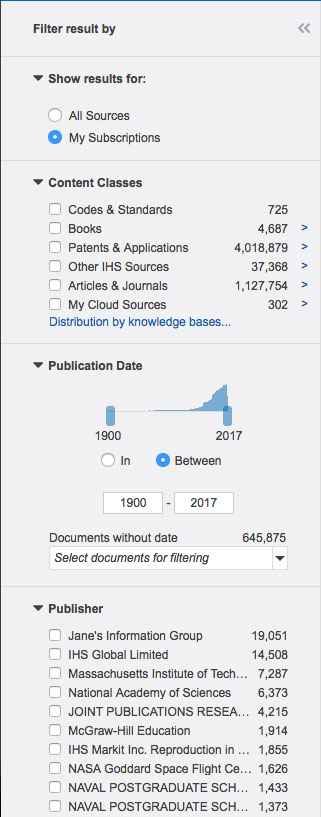 Filter result by
Show results for:
All Sources
My Subscriptions
Content Classes
Codes & Standards 725
Books 4,687 >
Patents & Applications 4,018,879 >
Other IHS Sources 37,368 >
Articles & Journals 1,127,754 >
My Cloud Sources 302 >
Distribution by knowledge bases...
Publication Date
1900 2017
In Between
1900 - 2017
Documents without date 645,875
Select documents for filtering
Publisher
Jane's Information Group 19,051
IHS Global Limited 14,508
Massachusetts Institute of Tech... 7,287
National Academy of Sciences 6,373
JOINT PUBLICATIONS RESEA... 4,215
McGraw-Hill Education 1,914
IHS Markit Inc. Reproduction in ... 1,855
NASA Goddard Space Flight Ce... 1,626
NAVAL POSTGRADUATE SCH... 1,433
NAVAL POSTGRADUATE SCH... 1,373